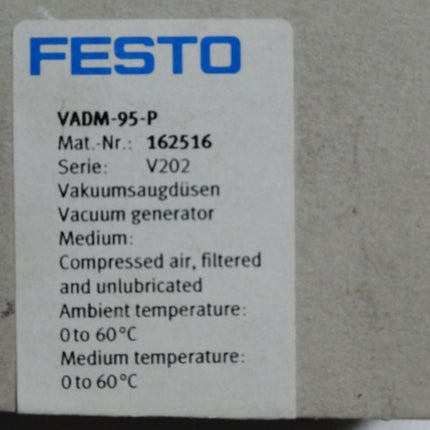 FESTO
VADM-95-P
Mat.-Nr.: 162516
Serie: V202
Vakuumsaugdüsen
Vacuum generator
Medium:
Compressed air, filtered
and unlubricated
Ambient temperature:
0 to 60°C
Medium temperature:
0 to 60°C